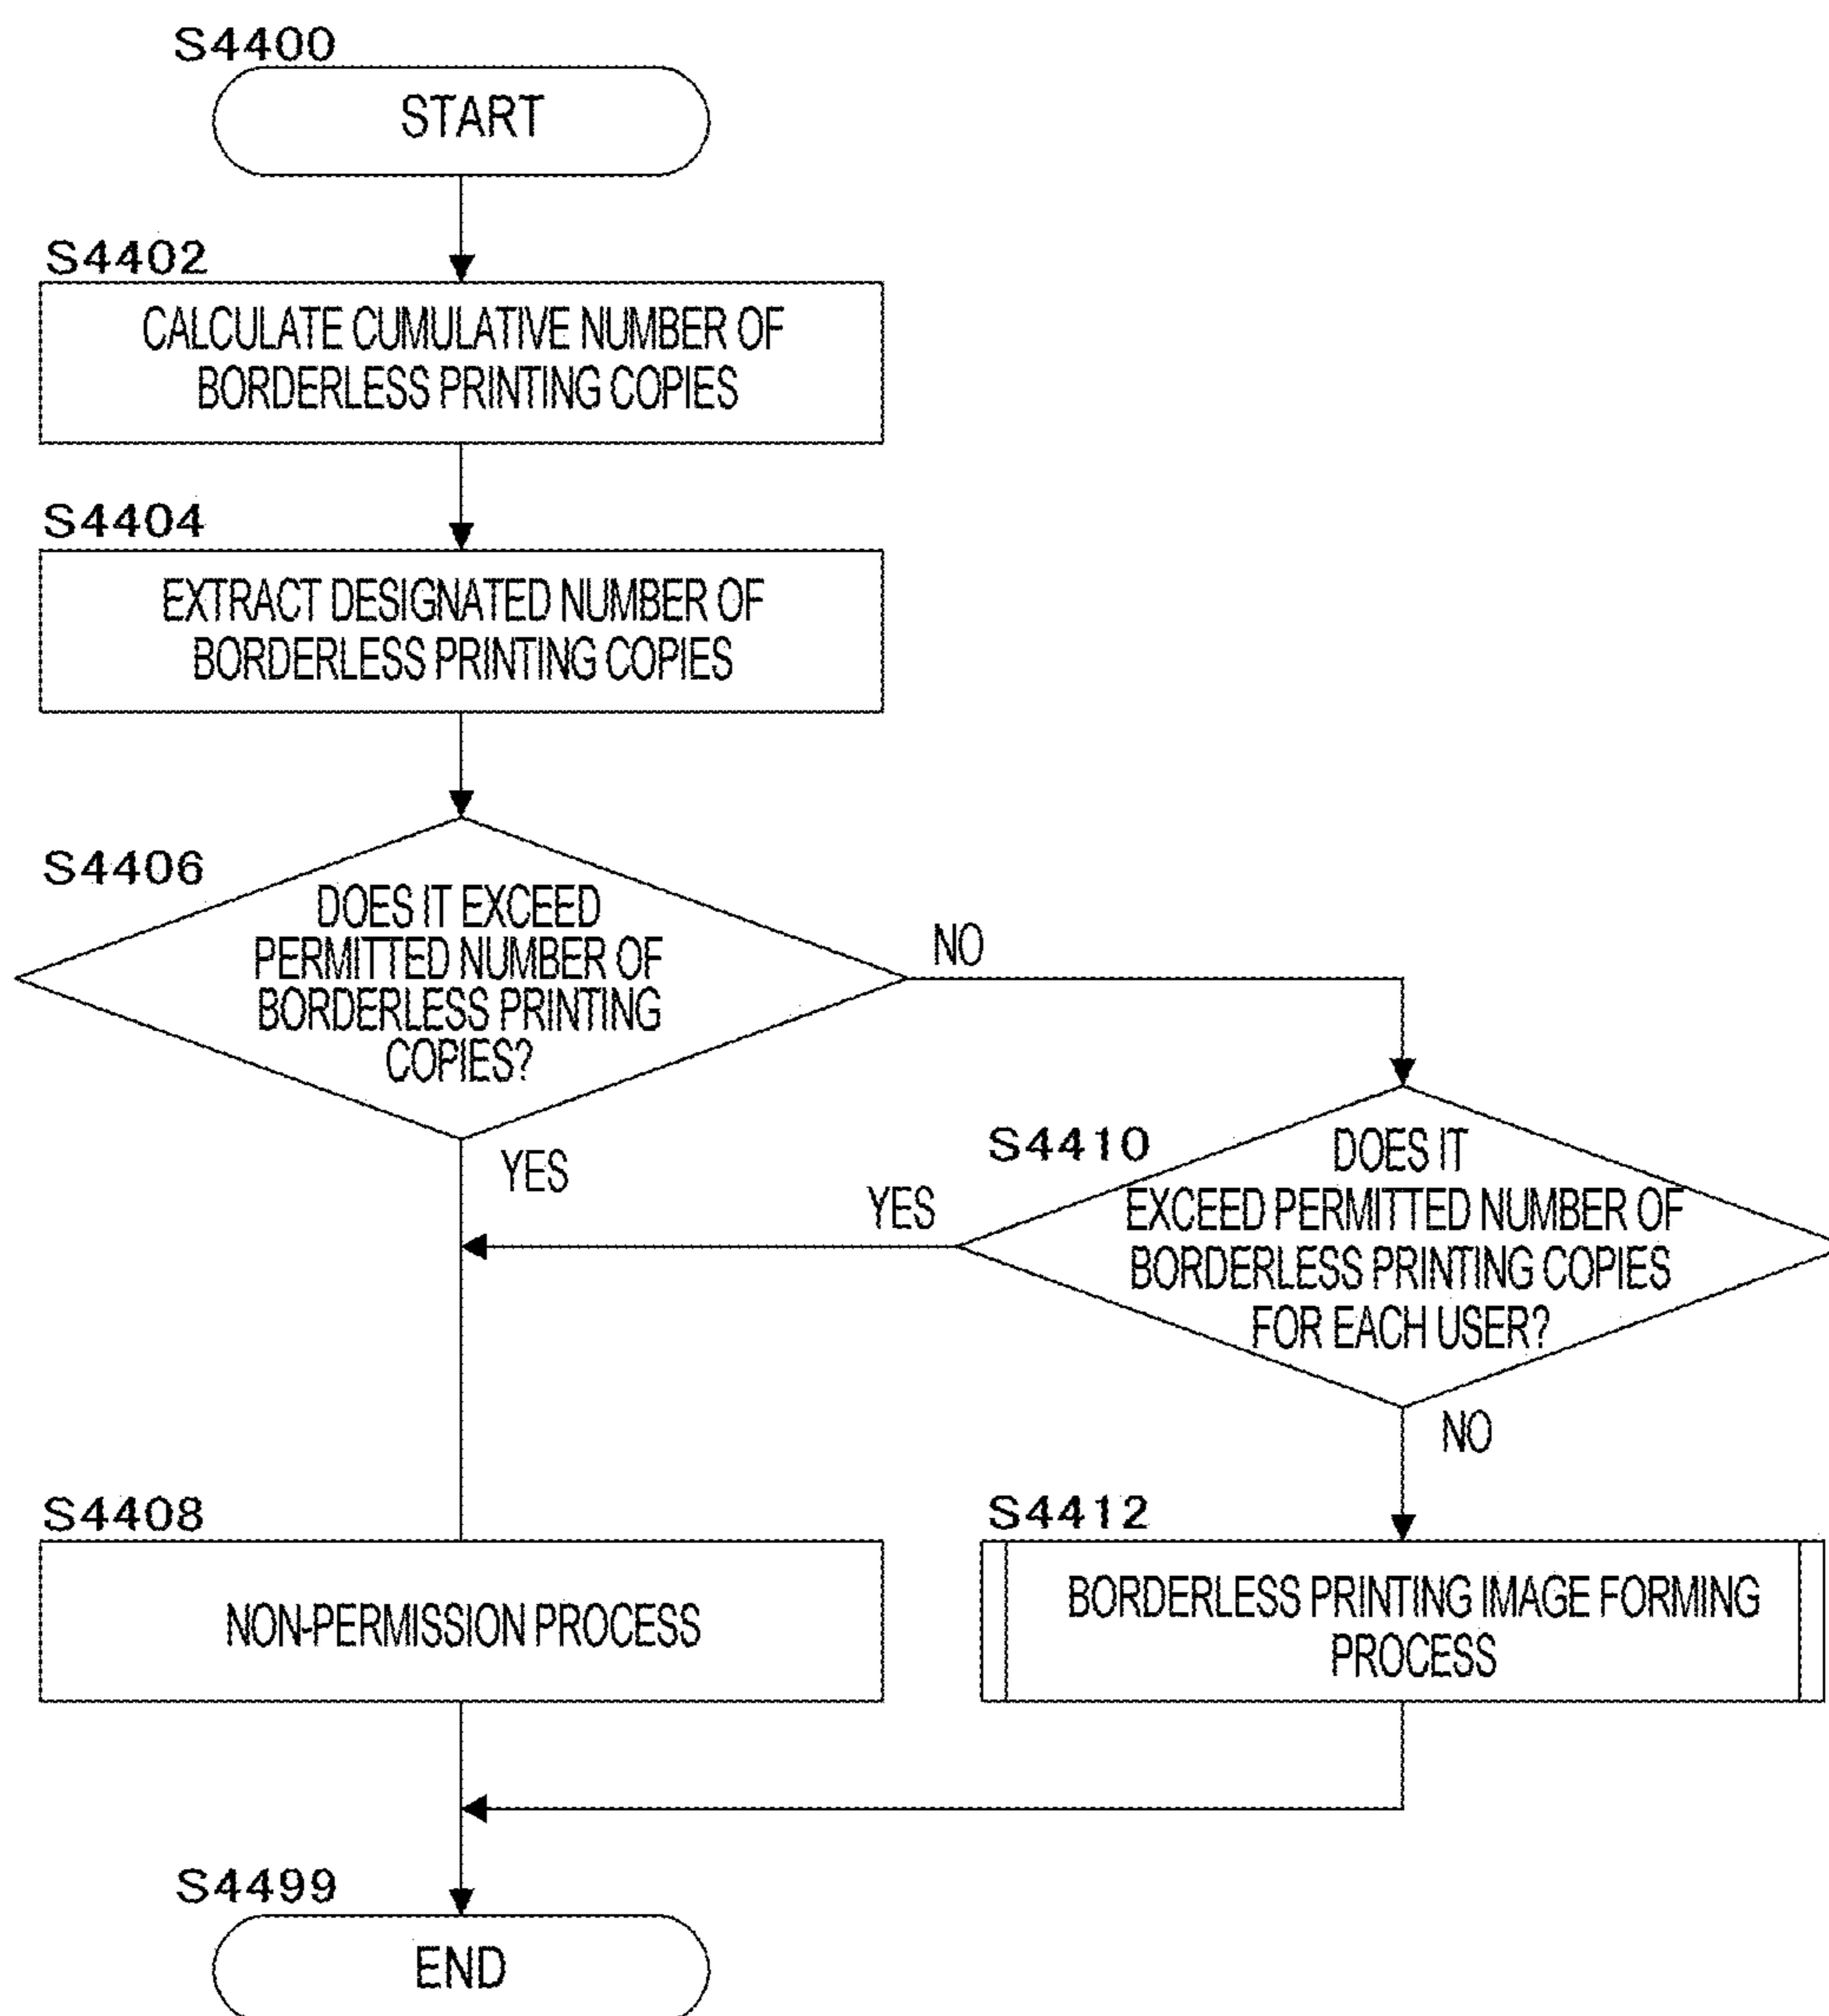 S4400
START
S4402
CALCULATE CUMULATIVE NUMBER OF
BORDERLESS PRINTING COPIES
S4404
EXTRACT DESIGNATED NUMBER OF
BORDERLESS PRINTING COPIES
S4406
DOES IT EXCEED
PERMITTED NUMBER OF
BORDERLESS PRINTING
COPIES?
NO
YES
S4410
DOES IT
EXCEED PERMITTED NUMBER OF
BORDERLESS PRINTING COPIES
FOR EACH USER?
YES
NO
S4408
NON-PERMISSION PROCESS
S4412
BORDERLESS PRINTING IMAGE FORMING
PROCESS
S4499
END